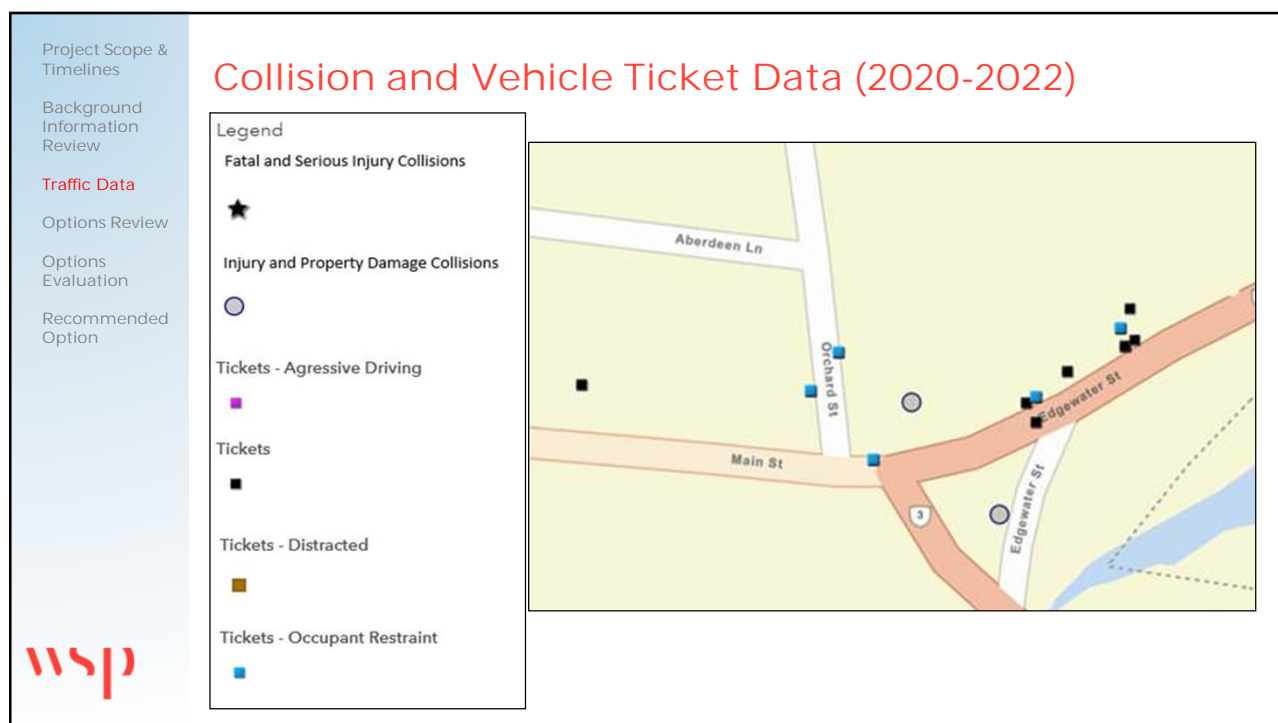 Project Scope &
Timelines
Background
Information
Review
Traffic Data
Options Review
Options
Evaluation
Recommended
Option
wsp
Collision and Vehicle Ticket Data (2020-2022)
Legend
Fatal and Serious Injury Collisions
Injury and Property Damage Collisions
Tickets - Agressive Driving
Tickets
Tickets - Distracted
Tickets - Occupant Restraint
Aberdeen Ln
Orchard St
Main St
Edgewater St
3
Edgewater St